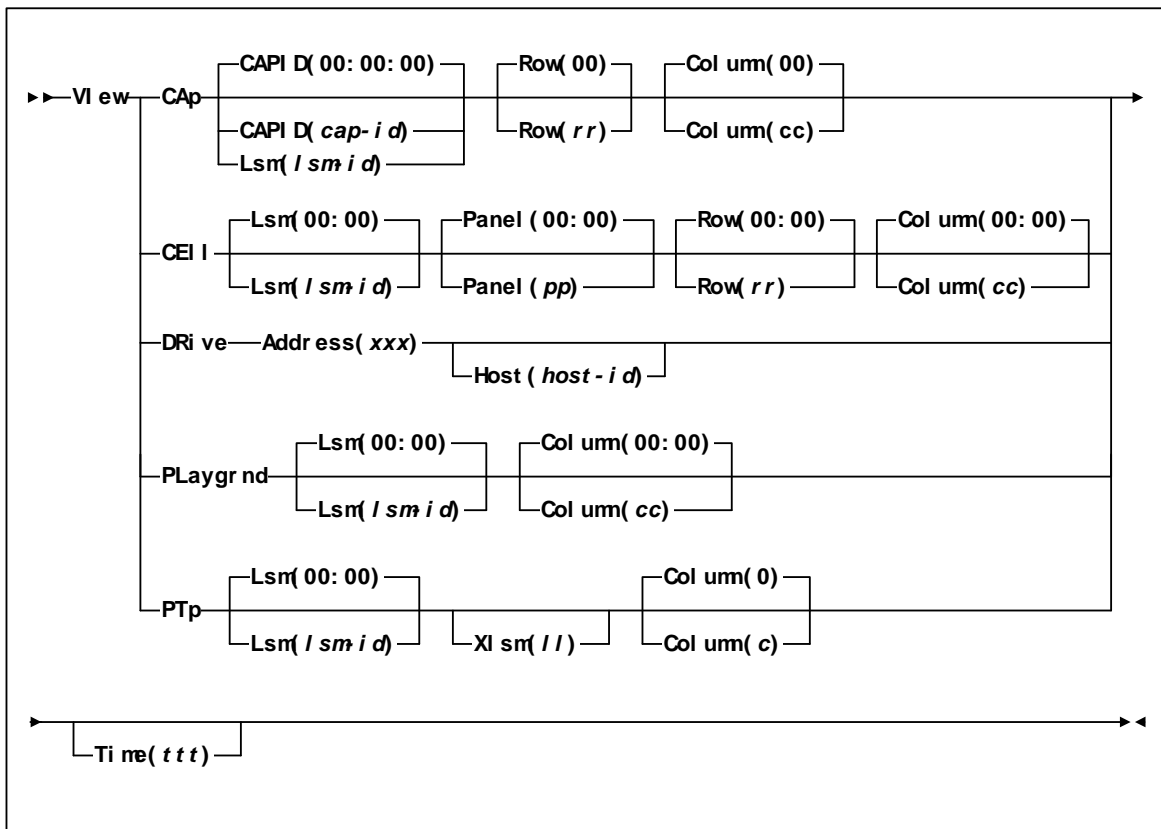 CAPID(00:00:00) Row(00) Column(00)
VIew CAp
CAPID(cap-id) Row(rr) Column(cc)
Lsm(lsm-id)
Lsm(00:00) Panel(00:00) Row(00:00) Column(00:00)
CEll
Lsm(lsm-id) Panel(pp) Row(rr) Column(cc)
DRive Address(xxx)
Host(host-id)
Lsm(00:00) Column(00:00)
PLaygrnd
Lsm(lsm-id) Column(cc)
Lsm(00:00) Column(0)
PTp
Lsm(lsm-id) Xlsm(ll) Column(c)
Time(ttt)